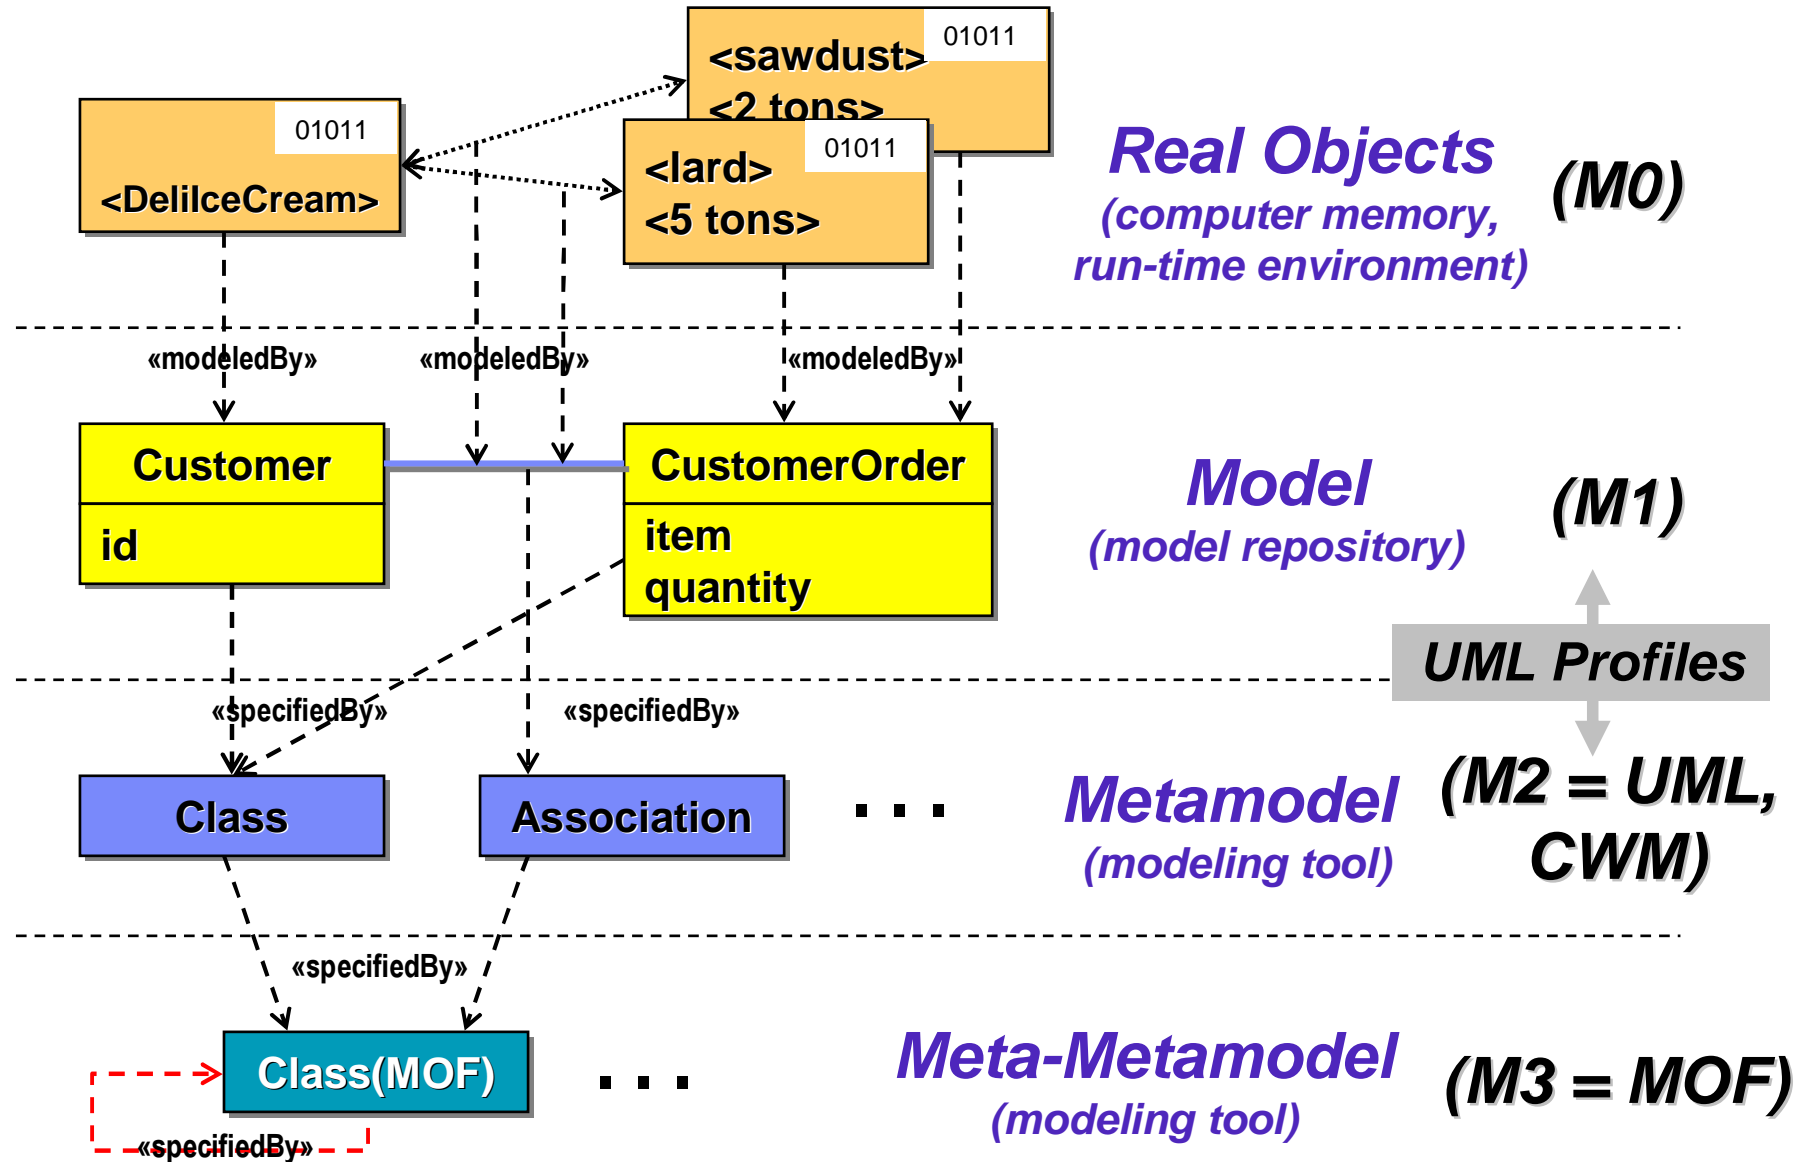 <sawdust>
01011
<2 tons>
<DeliIceCream>
01011
<lard>
01011
<5 tons>
Real Objects
(computer memory,
run-time environment)
(M0)
«modeledBy»
«modeledBy»
«modeledBy»
Customer
id
CustomerOrder
item
quantity
Model
(model repository)
(M1)
UML Profiles
«specifiedBy»
«specifiedBy»
Class
Association
. . .
Metamodel
(modeling tool)
(M2 = UML,
CWM)
«specifiedBy»
Class(MOF)
. . .
«specifiedBy»
Meta-Metamodel
(modeling tool)
(M3 = MOF)